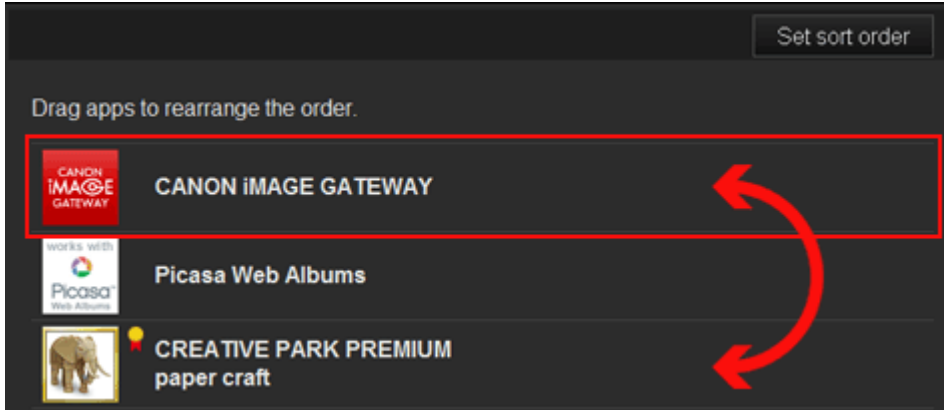 Set sort order
Drag apps to rearrange the order.
CANON
iMAGE
GATEWAY
CANON iMAGE GATEWAY
works with
Picasa™
Web Albums
Picasa Web Albums
CREATIVE PARK PREMIUM
paper craft